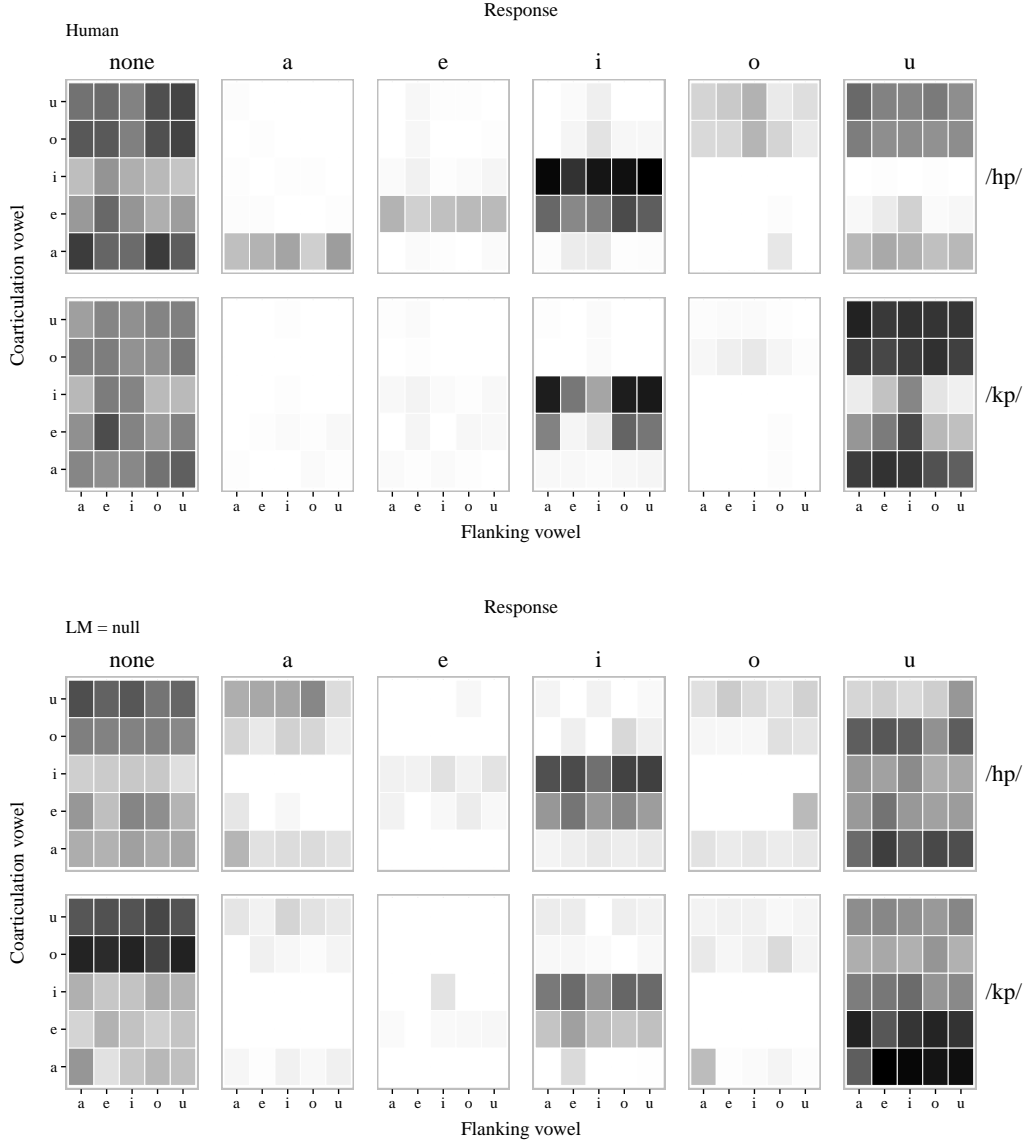 Response
Human
none a e i o u
u
o
i
e
a
/hp/
Coarticulation vowel
u
o
i
e
a
/kp/
a e i o u a e i o u a e i o u a e i o u a e i o u a e i o u
Flanking vowel
Response
LM = null
none a e i o u
u
o
i
e
a
/hp/
Coarticulation vowel
u
o
i
e
a
/kp/
a e i o u a e i o u a e i o u a e i o u a e i o u a e i o u
Flanking vowel